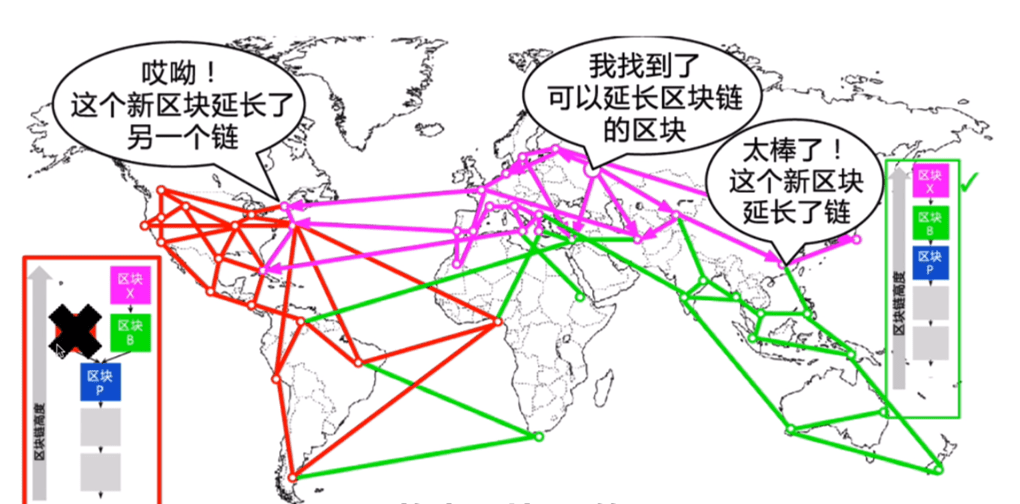 哎呦！
这个新区块延长了
另一个链
我找到了
可以延长区块链
的区块
太棒了！
这个新区块
延长了链
区块
X
区块
B
区块
P
区块链高度
区块
X
区块
B
区块
P
区块链高度